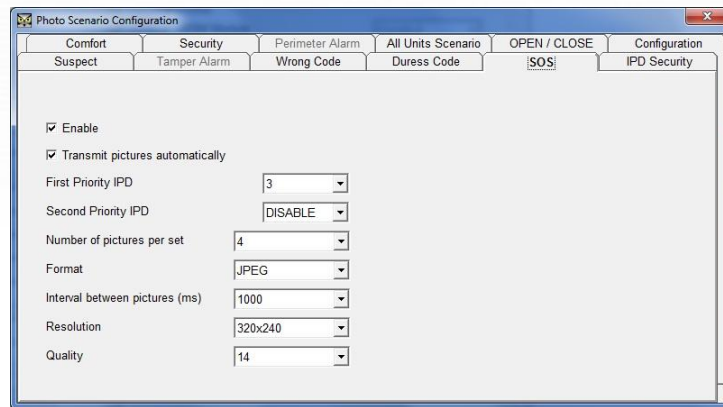 Photo Scenario Configuration
Comfort Security Perimeter Alarm All Units Scenario OPEN / CLOSE Configuration
Suspect Tamper Alarm Wrong Code Duress Code SOS IPD Security
Enable
Transmit pictures automatically
First Priority IPD 3
Second Priority IPD DISABLE
Number of pictures per set 4
Format JPEG
Interval between pictures (ms) 1000
Resolution 320x240
Quality 14